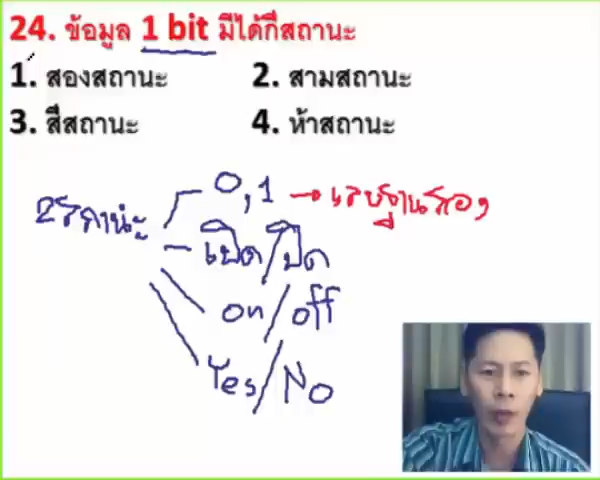 24. ข้อมูล 1 bit มีได้กี่สถานะ
1. สองสถานะ 2. สามสถานะ
3. สี่สถานะ 4. ห้าสถานะ
0,1 → เลขฐานสอง
2สถานะ
เปิด/ปิด
on/off
Yes/No